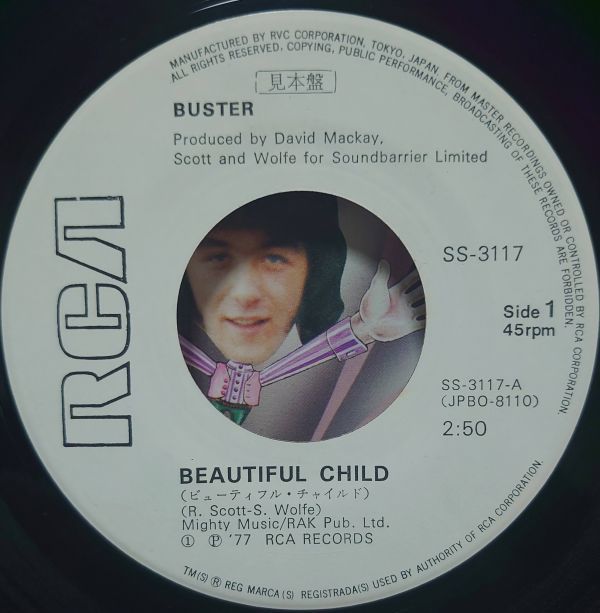 MANUFACTURED BY RVC CORPORATION, TOKYO, JAPAN, FROM MASTER RECORDINGS OWNED OR CONTROLLED BY RCA CORPORATION.
ALL RIGHTS RESERVED, COPYING, PUBLIC PERFORMANCE, BROADCASTING OF THESE RECORDS ARE FORBIDDEN.
見本盤
BUSTER
Produced by David Mackay,
Scott and Wolfe for Soundbarrier Limited
RCA
SS-3117
Side 1
45rpm
SS-3117-A
(JPBO-8110)
2:50
BEAUTIFUL CHILD
(ビューティフル・チャイルド)
(R. Scott-S. Wolfe)
Mighty Music/RAK Pub. Ltd.
① Ⓟ '77 RCA RECORDS
TM(S) ® REG MARCA(S) REGISTRADA(S) USED BY AUTHORITY OF RCA CORPORATION.